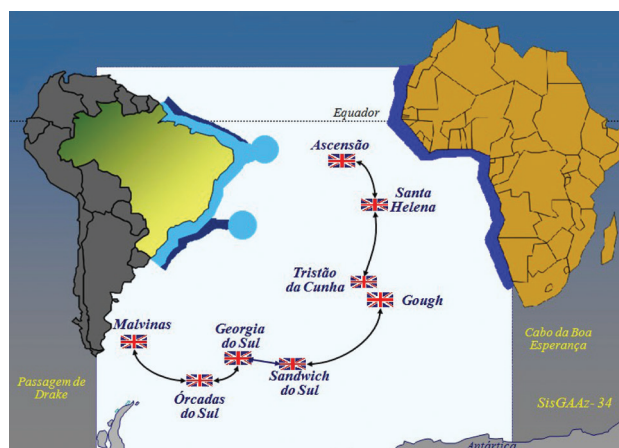 Equador
Ascensão
Santa
Helena
Tristão
da Cunha
Gough
Malvinas
Georgia
do Sul
Sandwich
do Sul
Órcadas
do Sul
Cabo da Boa
Esperança
Passagem de
Drake
SisGAAz- 34
Antártica